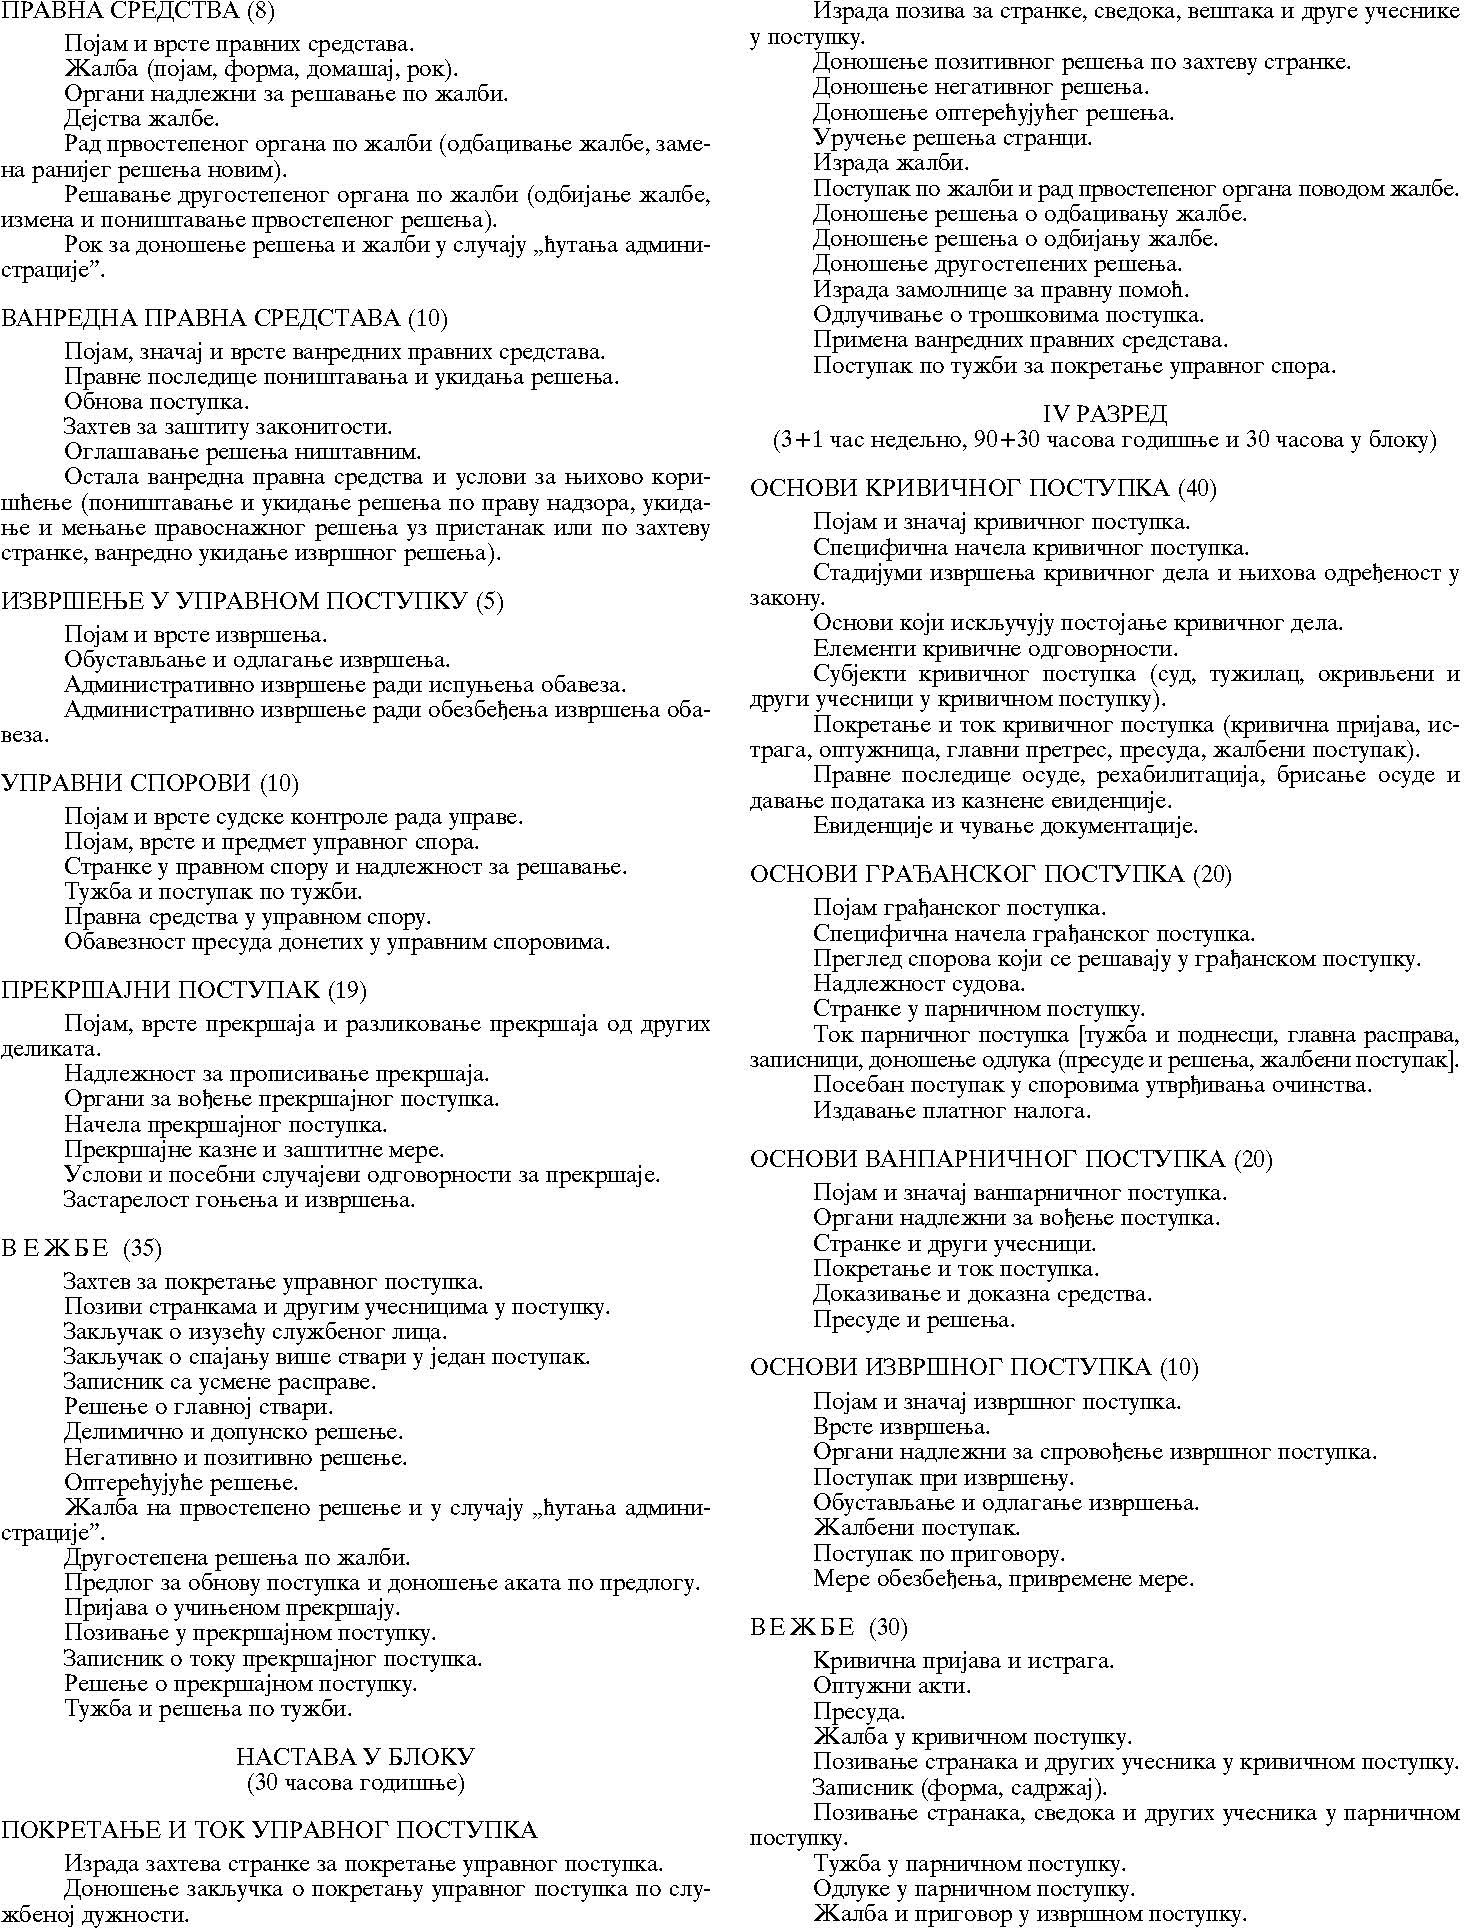 ПРАВНА СРЕДСТВА (8)
Појам и врсте правних средстава.
Жалба (појам, форма, домашај, рок).
Органи надлежни за решавање по жалби.
Дејства жалбе.
Рад првостепеног органа по жалби (одбацивање жалбе, заме-
на ранијег решења новим).
Решавање другостепеног органа по жалби (одбијање жалбе,
измена и поништавање првостепеног решења).
Рок за доношење решења и жалби у случају „ћутања админи-
страције”.
ВАНРЕДНА ПРАВНА СРЕДСТАВА (10)
Појам, значај и врсте ванредних правних средстава.
Правне последице поништавања и укидања решења.
Обнова поступка.
Захтев за заштиту законитости.
Оглашавање решења ништавним.
Остала ванредна правна средства и услови за њихово кори-
шћење (поништавање и укидање решења по праву надзора, укида-
ње и мењање правоснажног решења уз пристанак или по захтеву
странке, ванредно укидање извршног решења).
ИЗВРШЕЊЕ У УПРАВНОМ ПОСТУПКУ (5)
Појам и врсте извршења.
Обустављање и одлагање извршења.
Административно извршење ради испуњења обавеза.
Административно извршење ради обезбеђења извршења оба-
веза.
УПРАВНИ СПОРОВИ (10)
Појам и врсте судске контроле рада управе.
Појам, врсте и предмет управног спора.
Странке у правном спору и надлежност за решавање.
Тужба и поступак по тужби.
Правна средства у управном спору.
Обавезност пресуда донетих у управним споровима.
ПРЕКРШАЈНИ ПОСТУПАК (19)
Појам, врсте прекршаја и разликовање прекршаја од других
деликата.
Надлежност за прописивање прекршаја.
Органи за вођење прекршајног поступка.
Начела прекршајног поступка.
Прекршајне казне и заштитне мере.
Услови и посебни случајеви одговорности за прекршаје.
Застарелост гоњења и извршења.
ВЕЖБЕ (35)
Захтев за покретање управног поступка.
Позиви странкама и другим учесницима у поступку.
Закључак о изузећу службеног лица.
Закључак о спајању више ствари у један поступак.
Записник са усмене расправе.
Решење о главној ствари.
Делимично и допунско решење.
Негативно и позитивно решење.
Оптерећујуће решење.
Жалба на првостепено решење и у случају „ћутања админи-
страције”.
Другостепена решења по жалби.
Предлог за обнову поступка и доношење аката по предлогу.
Пријава о учињеном прекршају.
Позивање у прекршајном поступку.
Записник о току прекршајног поступка.
Решење о прекршајном поступку.
Тужба и решења по тужби.
НАСТАВА У БЛОКУ
(30 часова годишње)
ПОКРЕТАЊЕ И ТОК УПРАВНОГ ПОСТУПКА
Израда захтева странке за покретање управног поступка.
Доношење закључка о покретању управног поступка по слу-
жбеној дужности.
Израда позива за странке, сведока, вештака и друге учеснике
у поступку.
Доношење позитивног решења по захтеву странке.
Доношење негативног решења.
Доношење оптерећујућег решења.
Уручење решења странци.
Израда жалби.
Поступак по жалби и рад првостепеног органа поводом жалбе.
Доношење решења о одбацивању жалбе.
Доношење решења о одбијању жалбе.
Доношење другостепених решења.
Израда замолнице за правну помоћ.
Одлучивање о трошковима поступка.
Примена ванредних правних средстава.
Поступак по тужби за покретање управног спора.
IV РАЗРЕД
(3+1 час недељно, 90+30 часова годишње и 30 часова у блоку)
ОСНОВИ КРИВИЧНОГ ПОСТУПКА (40)
Појам и значај кривичног поступка.
Специфична начела кривичног поступка.
Стадијуми извршења кривичног дела и њихова одређеност у
закону.
Основи који искључују постојање кривичног дела.
Елементи кривичне одговорности.
Субјекти кривичног поступка (суд, тужилац, окривљени и
други учесници у кривичном поступку).
Покретање и ток кривичног поступка (кривична пријава, ис-
трага, оптужница, главни претрес, пресуда, жалбени поступак).
Правне последице осуде, рехабилитација, брисање осуде и
давање података из казнене евиденције.
Евиденције и чување документације.
ОСНОВИ ГРАЂАНСКОГ ПОСТУПКА (20)
Појам грађанског поступка.
Специфична начела грађанског поступка.
Преглед спорова који се решавају у грађанском поступку.
Надлежност судова.
Странке у парничном поступку.
Ток парничног поступка [тужба и поднесци, главна расправа,
записници, доношење одлука (пресуде и решења, жалбени поступак].
Посебан поступак у споровима утврђивања очинства.
Издавање платног налога.
ОСНОВИ ВАНПАРНИЧНОГ ПОСТУПКА (20)
Појам и значај ванпарничног поступка.
Органи надлежни за вођење поступка.
Странке и други учесници.
Покретање и ток поступка.
Доказивање и доказна средства.
Пресуде и решења.
ОСНОВИ ИЗВРШНОГ ПОСТУПКА (10)
Појам и значај извршног поступка.
Врсте извршења.
Органи надлежни за спровођење извршног поступка.
Поступак при извршењу.
Обустављање и одлагање извршења.
Жалбени поступак.
Поступак по приговору.
Мере обезбеђења, привремене мере.
ВЕЖБЕ (30)
Кривична пријава и истрага.
Оптужни акти.
Пресуда.
Жалба у кривичном поступку.
Позивање странака и других учесника у кривичном поступку.
Записник (форма, садржај).
Позивање странака, сведока и других учесника у парничном
поступку.
Тужба у парничном поступку.
Одлуке у парничном поступку.
Жалба и приговор у извршном поступку.